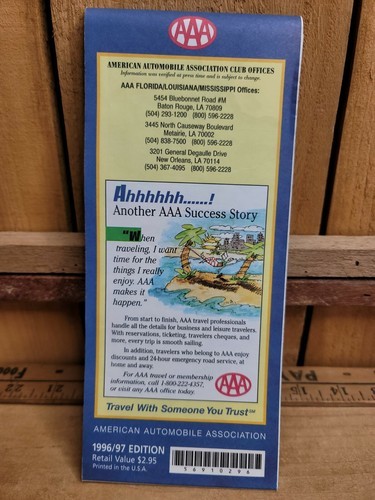 AAA
AMERICAN AUTOMOBILE ASSOCIATION CLUB OFFICES
Information was verified at press time and is subject to change.
AAA FLORIDA/LOUISIANA/MISSISSIPPI Offices:
5454 Bluebonnet Road #M
Baton Rouge, LA 70809
(504) 293-1200 (800) 596-2228
3445 North Causeway Boulevard
Metairie, LA 70002
(504) 838-7500 (800) 596-2228
3201 General Degaulle Drive
New Orleans, LA 70114
(504) 367-4095 (800) 596-2228
Ahhhhhh......!
Another AAA Success Story
"When
traveling, I want
time for the
things I really
enjoy. AAA
makes it
happen."
From start to finish, AAA travel professionals
handle all the details for business and leisure travelers.
With reservations, ticketing, travelers cheques, and
more, every trip is smooth sailing.
In addition, travelers who belong to AAA enjoy
discounts and 24-hour emergency road service, at
home and away.
For AAA travel or membership
information, call 1-800-222-4357,
or visit any AAA office today.
AAA
Travel With Someone You Trust℠
AMERICAN AUTOMOBILE ASSOCIATION
1996/97 EDITION
Retail Value $2.95
Printed in the U.S.A.
56910296